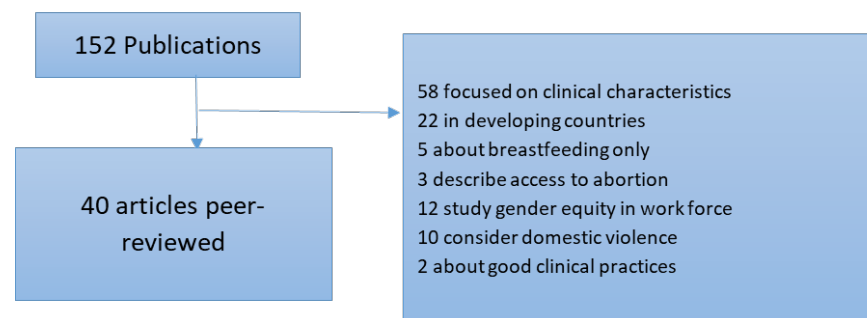 152 Publications
58 focused on clinical characteristics
22 in developing countries
5 about breastfeeding only
3 describe access to abortion
12 study gender equity in work force
10 consider domestic violence
2 about good clinical practices
40 articles peer-
reviewed